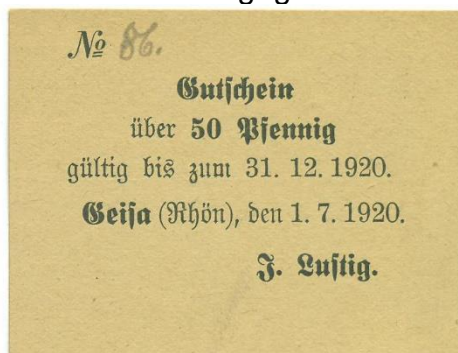 № 86.
Gutschein
über 50 Pfennig
gültig bis zum 31. 12. 1920.
Geisa (Rhön), den 1. 7. 1920.
J. Lustig.